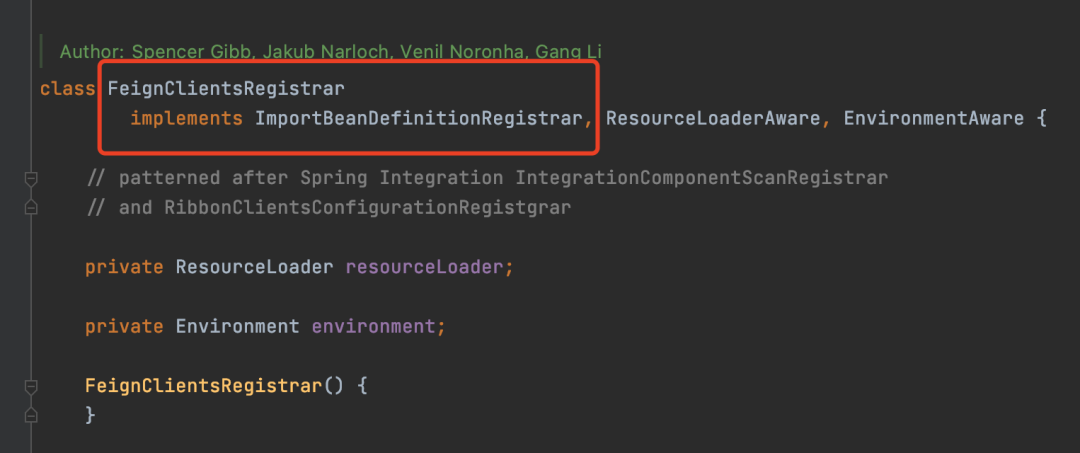 Author: Spencer Gibb, Jakub Narloch, Venil Noronha, Gang Li
class FeignClientsRegistrar
implements ImportBeanDefinitionRegistrar, ResourceLoaderAware, EnvironmentAware {
// patterned after Spring Integration IntegrationComponentScanRegistrar
// and RibbonClientsConfigurationRegistgrar
private ResourceLoader resourceLoader;
private Environment environment;
FeignClientsRegistrar() {
}